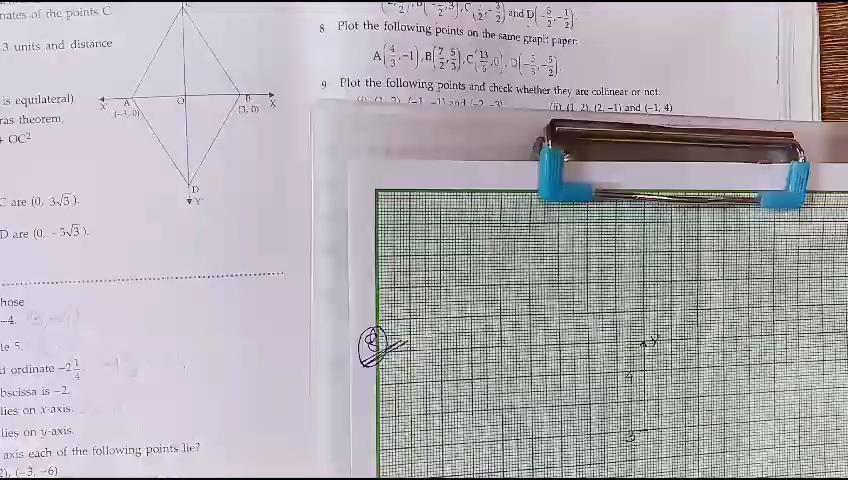 nates of the points C
3 units and distance
is equilateral)
ras theorem,
+ OC²
C are (0, 3√3).
D are (0, −3√3).
C
X' A O B X
(−3, 0) (3, 0)
D
Y'
hose
−4.
te 5.
d ordinate −2 1/4
bscissa is −2.
lies on x-axis.
lies on y-axis.
axis each of the following points lie?
2), (−3, −6)
and D(−5/2, −1/2).
8 Plot the following points on the same graph paper:
A(4/3, −1), B(7/2, 5/3), C(13/6, 0), D(−5/3, −5/2).
9 Plot the following points and check whether they are collinear or not:
(ii) (1, 2), (2, −1) and (−1, 4)
8
Y
4
3